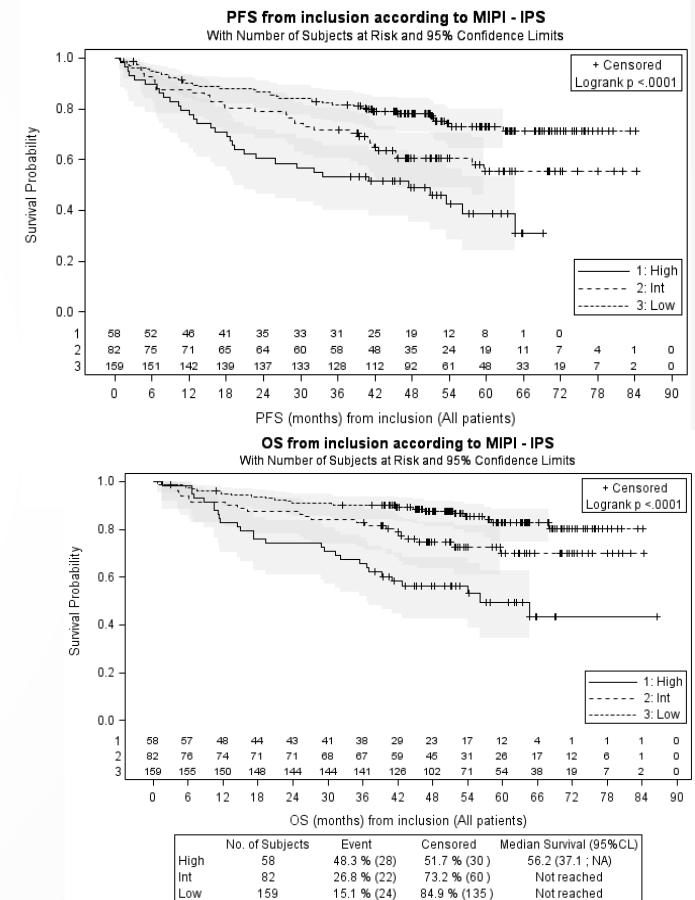 PFS from inclusion according to MIPI - IPS
With Number of Subjects at Risk and 95% Confidence Limits
+ Censored
Logrank p <.0001
Survival Probability
1.0
0.8
0.6
0.4
0.2
0.0
1: High
2: Int
3: Low
1 58 52 46 41 35 33 31 25 19 12 8 1 0
2 82 75 71 65 64 60 58 48 35 24 19 11 7 4 1 0
3 159 151 142 139 137 133 128 112 92 61 48 33 19 7 2 0
0 6 12 18 24 30 36 42 48 54 60 66 72 78 84 90
PFS (months) from inclusion (All patients)
OS from inclusion according to MIPI - IPS
With Number of Subjects at Risk and 95% Confidence Limits
+ Censored
Logrank p <.0001
Survival Probability
1.0
0.8
0.6
0.4
0.2
0.0
1: High
2: Int
3: Low
1 58 57 48 44 43 41 38 29 23 17 12 4 1 1 1 0
2 82 76 74 71 71 68 67 59 45 31 26 17 12 6 1 0
3 159 155 150 148 144 144 141 126 102 71 54 38 19 7 2 0
0 6 12 18 24 30 36 42 48 54 60 66 72 78 84 90
OS (months) from inclusion (All patients)
No. of Subjects Event Censored Median Survival (95%CL)
High 58 48.3 % (28) 51.7 % (30 ) 56.2 (37.1 ; NA)
Int 82 26.8 % (22) 73.2 % (60 ) Not reached
Low 159 15.1 % (24) 84.9 % (135 ) Not reached